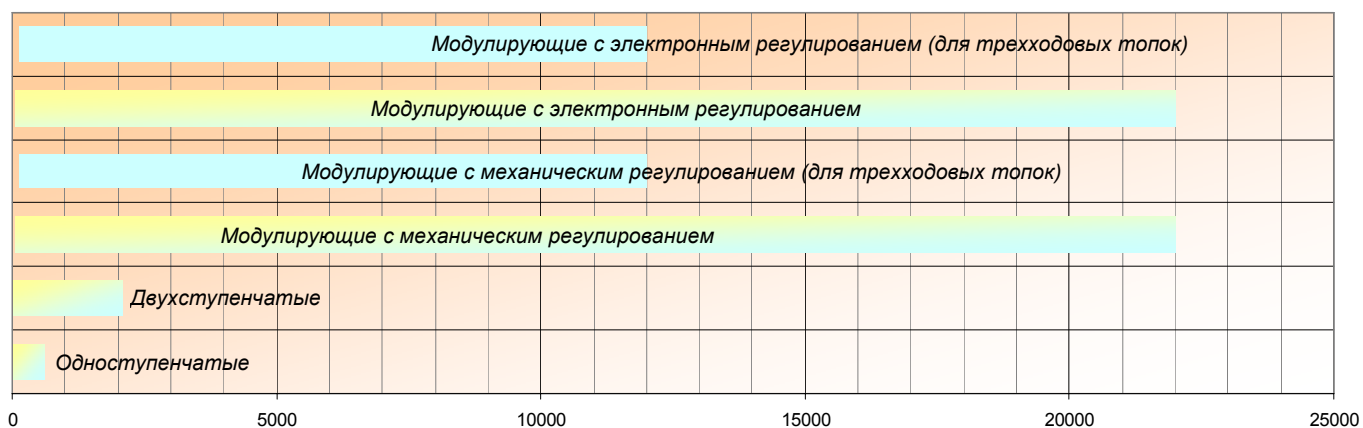 Модулирующие с электронным регулированием (для трехходовых топок)
Модулирующие с электронным регулированием
Модулирующие с механическим регулированием (для трехходовых топок)
Модулирующие с механическим регулированием
Двухступенчатые
Одноступенчатые
0 5000 10000 15000 20000 25000